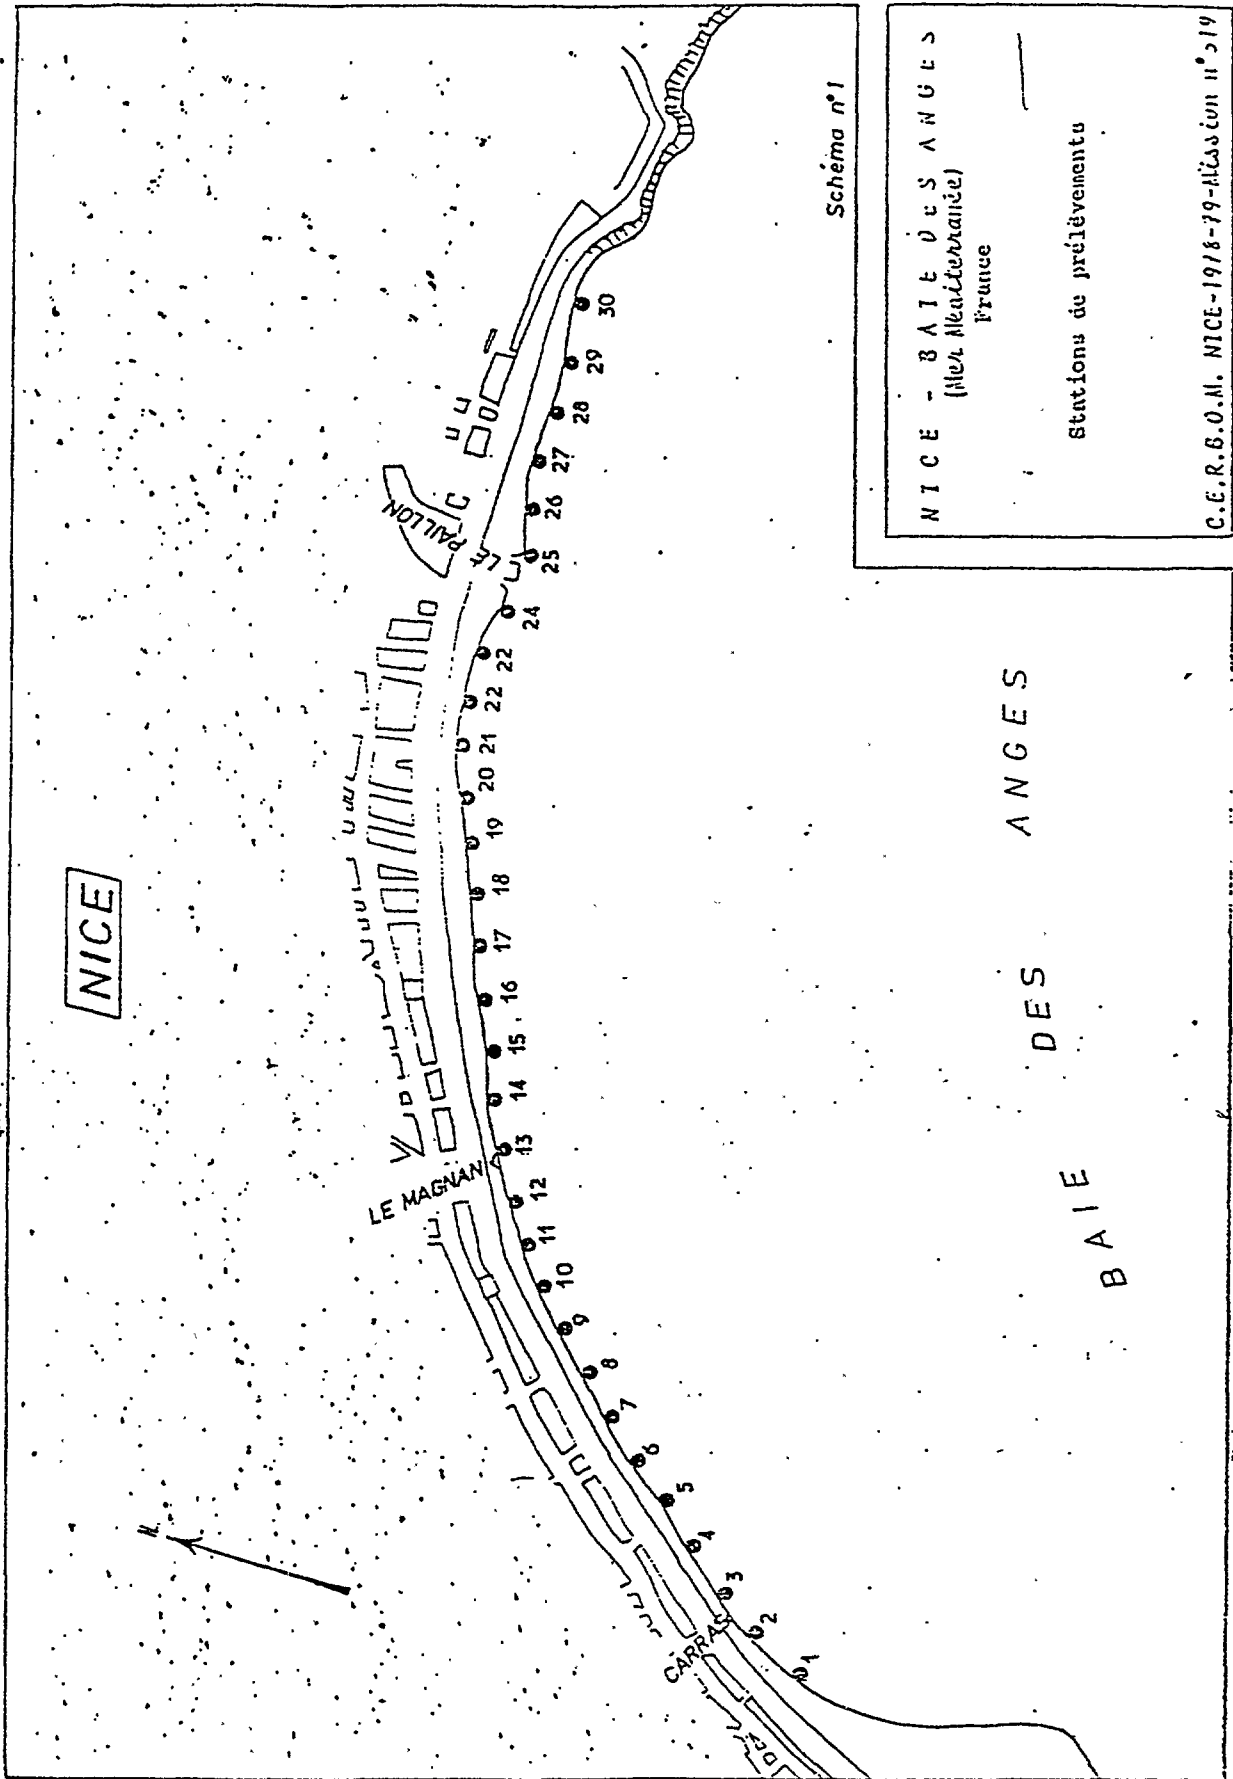 NICE
N
LE PAILLON
LE MAGNAN
CARRAS
1
2
3
4
5
6
7
8
9
10
11
12
13
14
15
16
17
18
19
20
21
22
22
24
25
26
27
28
29
30
BAIE DES ANGES
Schéma n°1
NICE - BAIE DES ANGES
(Mer Méditerranée)
France
Stations de prélèvements
C.E.R.B.O.M. NICE-1978-79-Mission n°519